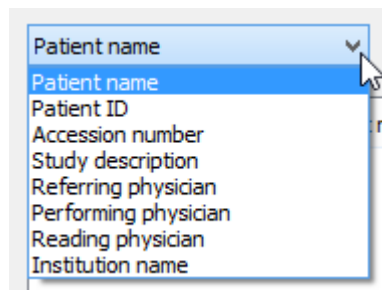 Patient name
Patient name
Patient ID
Accession number
Study description
Referring physician
Performing physician
Reading physician
Institution name